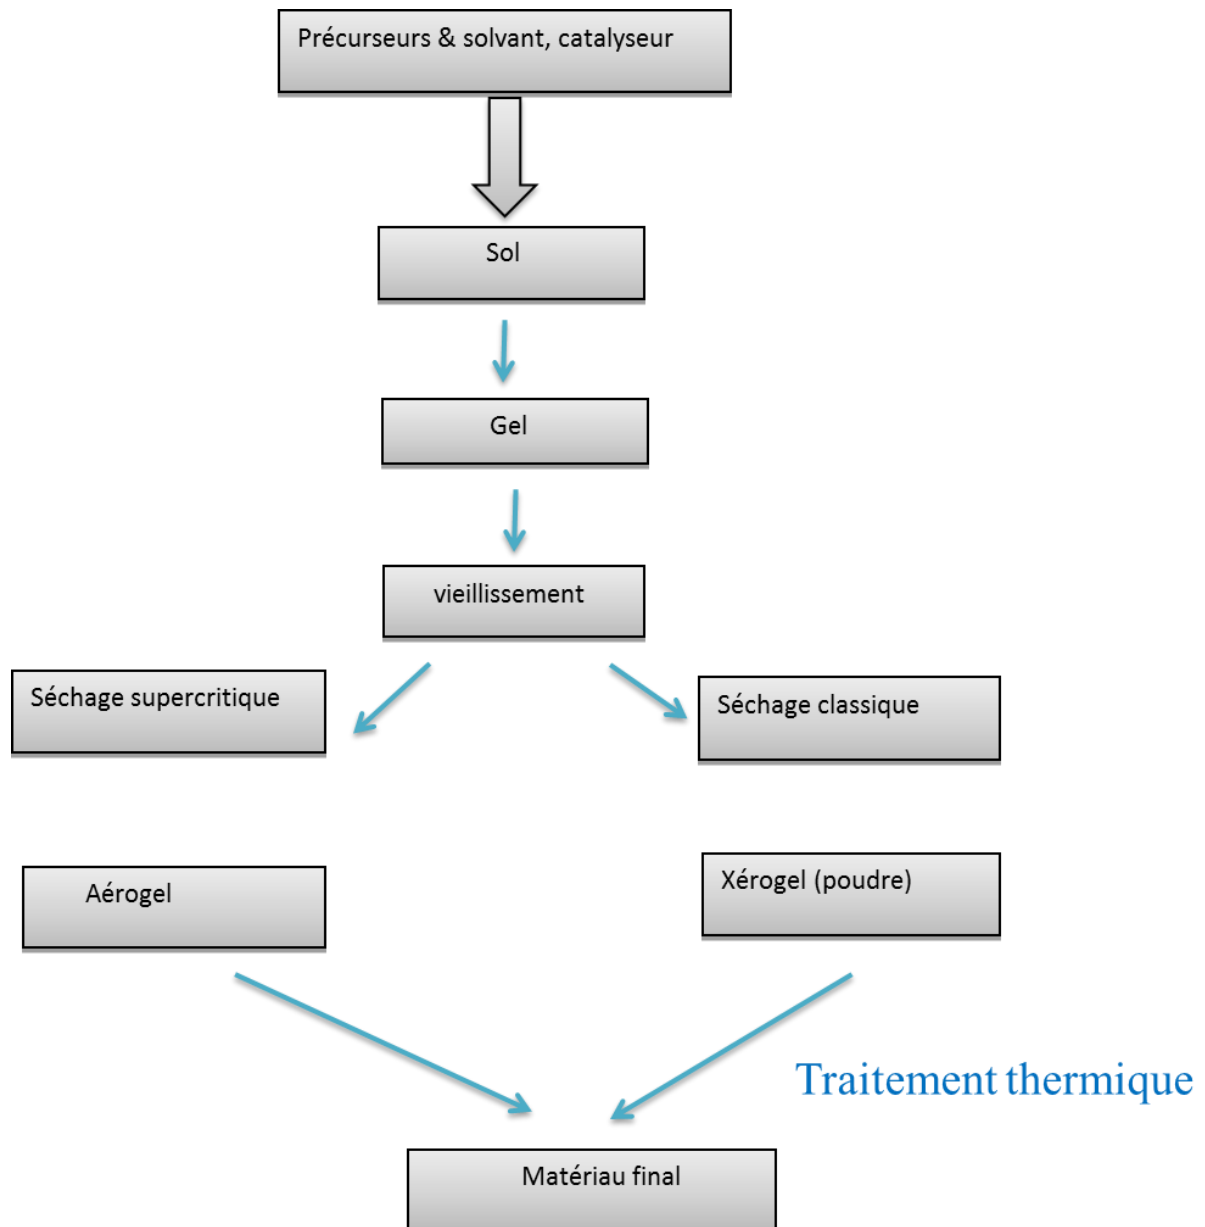 Précurseurs & solvant, catalyseur
Sol
Gel
vieillissement
Séchage supercritique
Séchage classique
Aérogel
Xérogel (poudre)
Traitement thermique
Matériau final